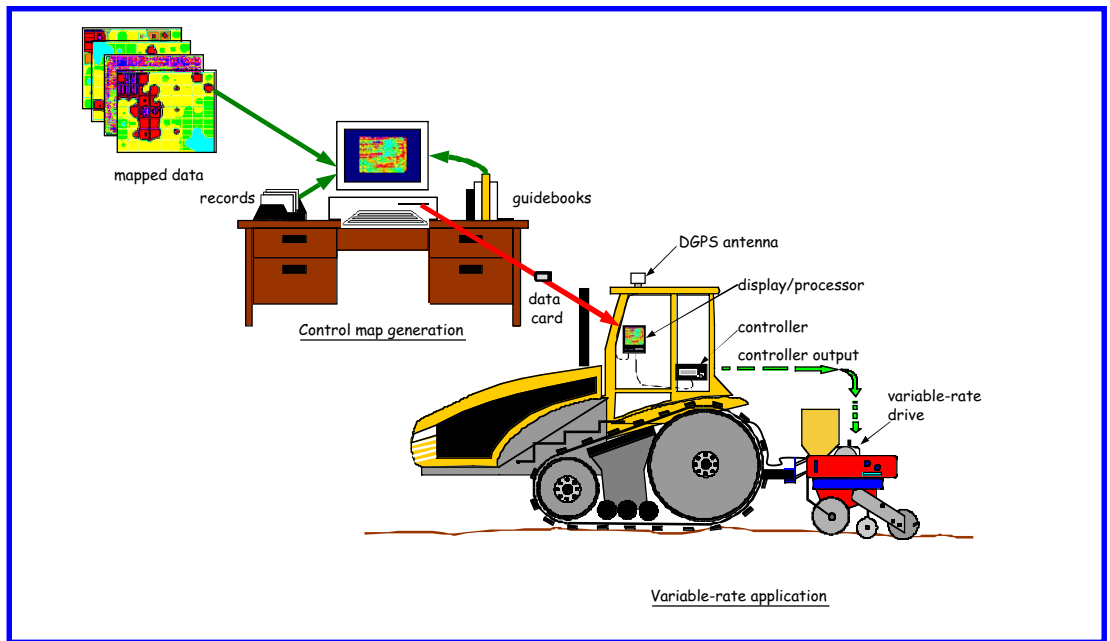 mapped data
records
guidebooks
DGPS antenna
display/processor
data
card
Control map generation
controller
controller output
variable-rate
drive
Variable-rate application